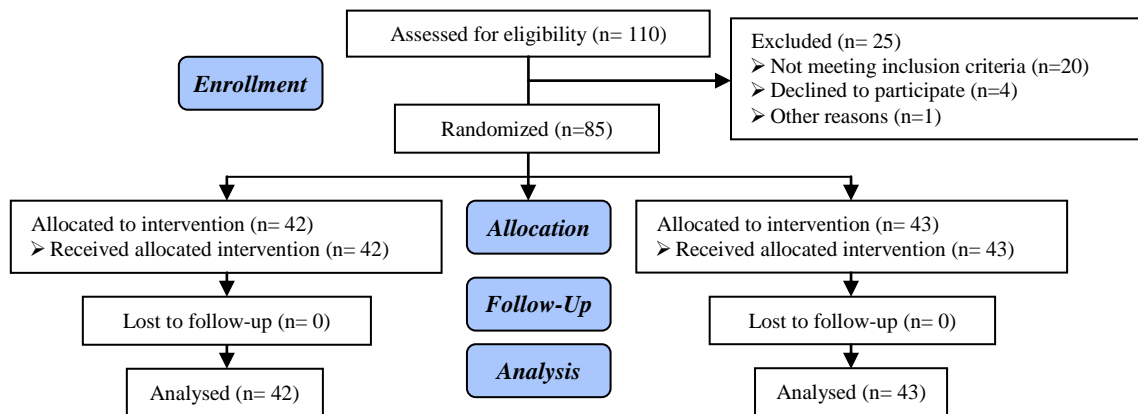 Assessed for eligibility (n= 110)
Excluded (n= 25)
➢ Not meeting inclusion criteria (n=20)
➢ Declined to participate (n=4)
➢ Other reasons (n=1)
Enrollment
Randomized (n=85)
Allocated to intervention (n= 42)
➢ Received allocated intervention (n= 42)
Allocation
Allocated to intervention (n= 43)
➢ Received allocated intervention (n= 43)
Follow-Up
Lost to follow-up (n= 0)
Lost to follow-up (n= 0)
Analysis
Analysed (n= 42)
Analysed (n= 43)